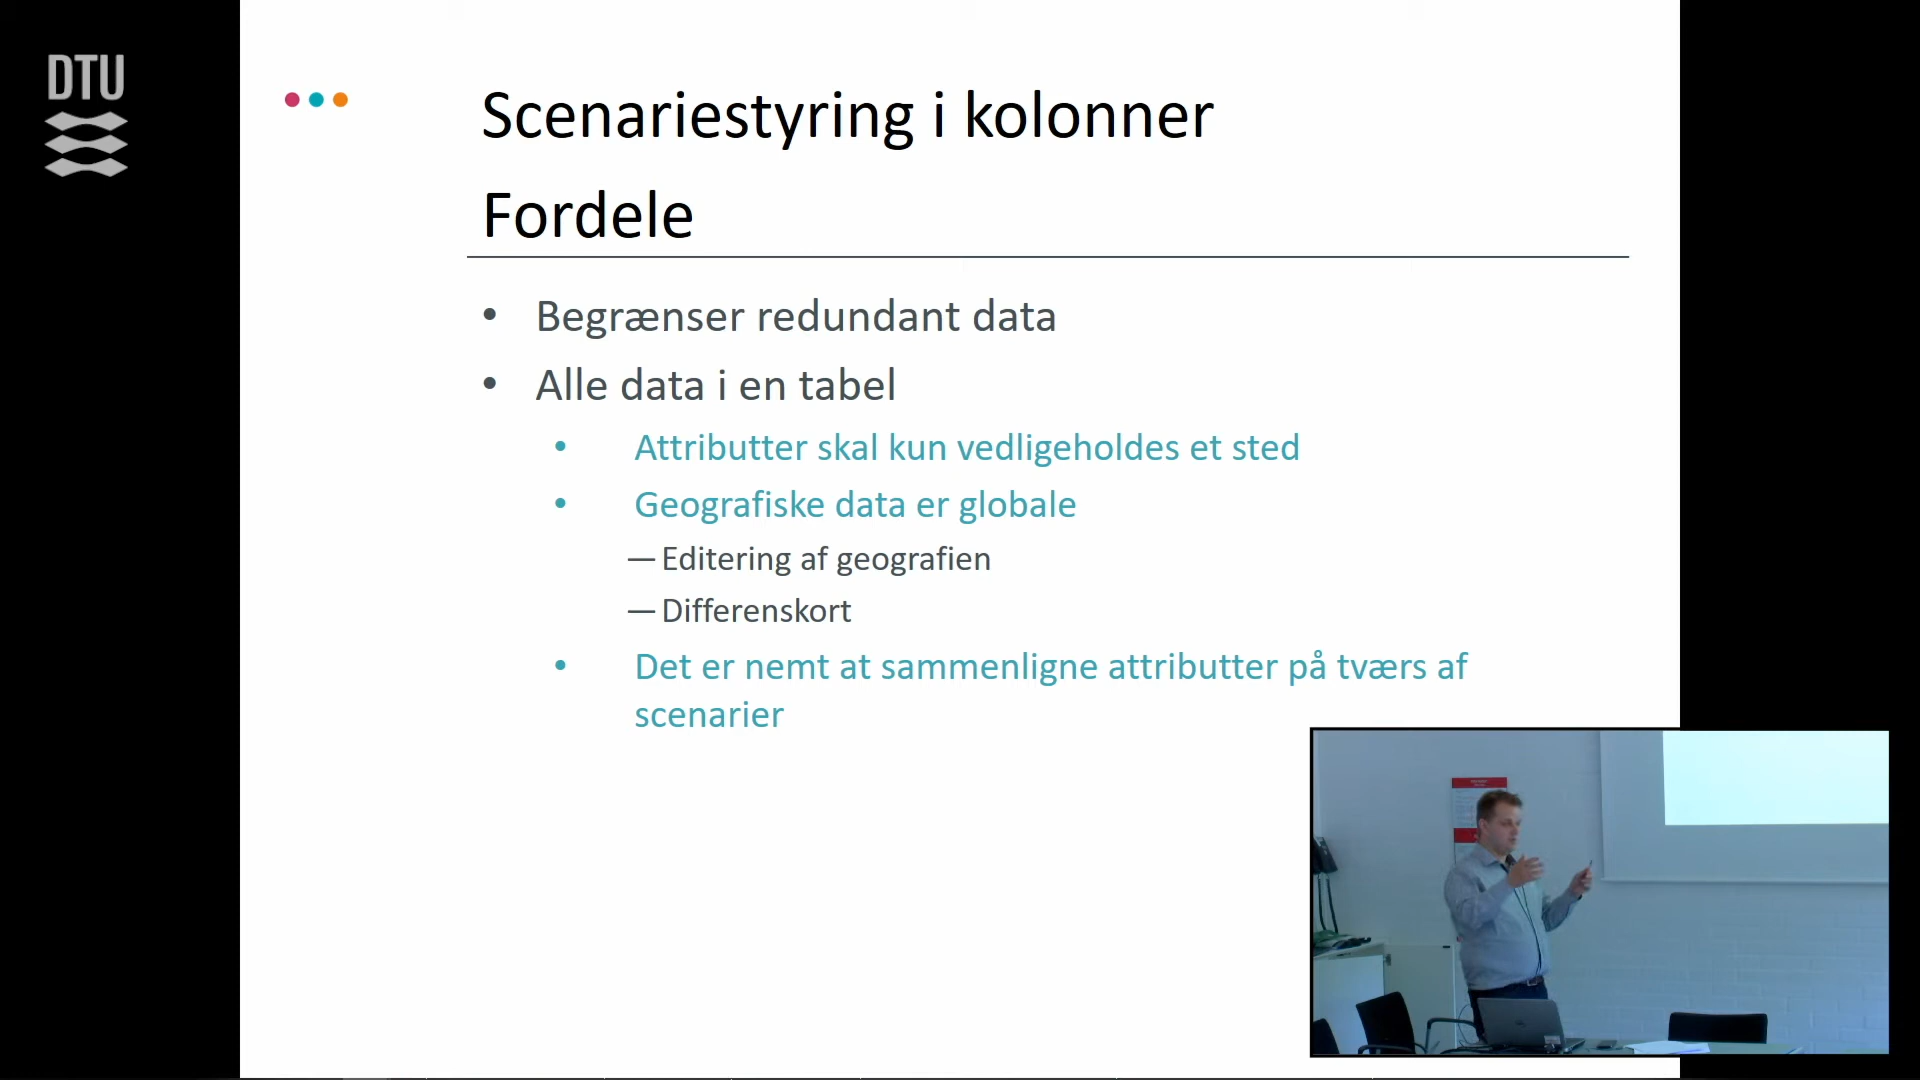 DTU
Scenariestyring i kolonner
Fordele
• Begrænser redundant data
• Alle data i en tabel
• Attributter skal kun vedligeholdes et sted
• Geografiske data er globale
— Editering af geografien
— Differenskort
• Det er nemt at sammenligne attributter på tværs af
scenarier